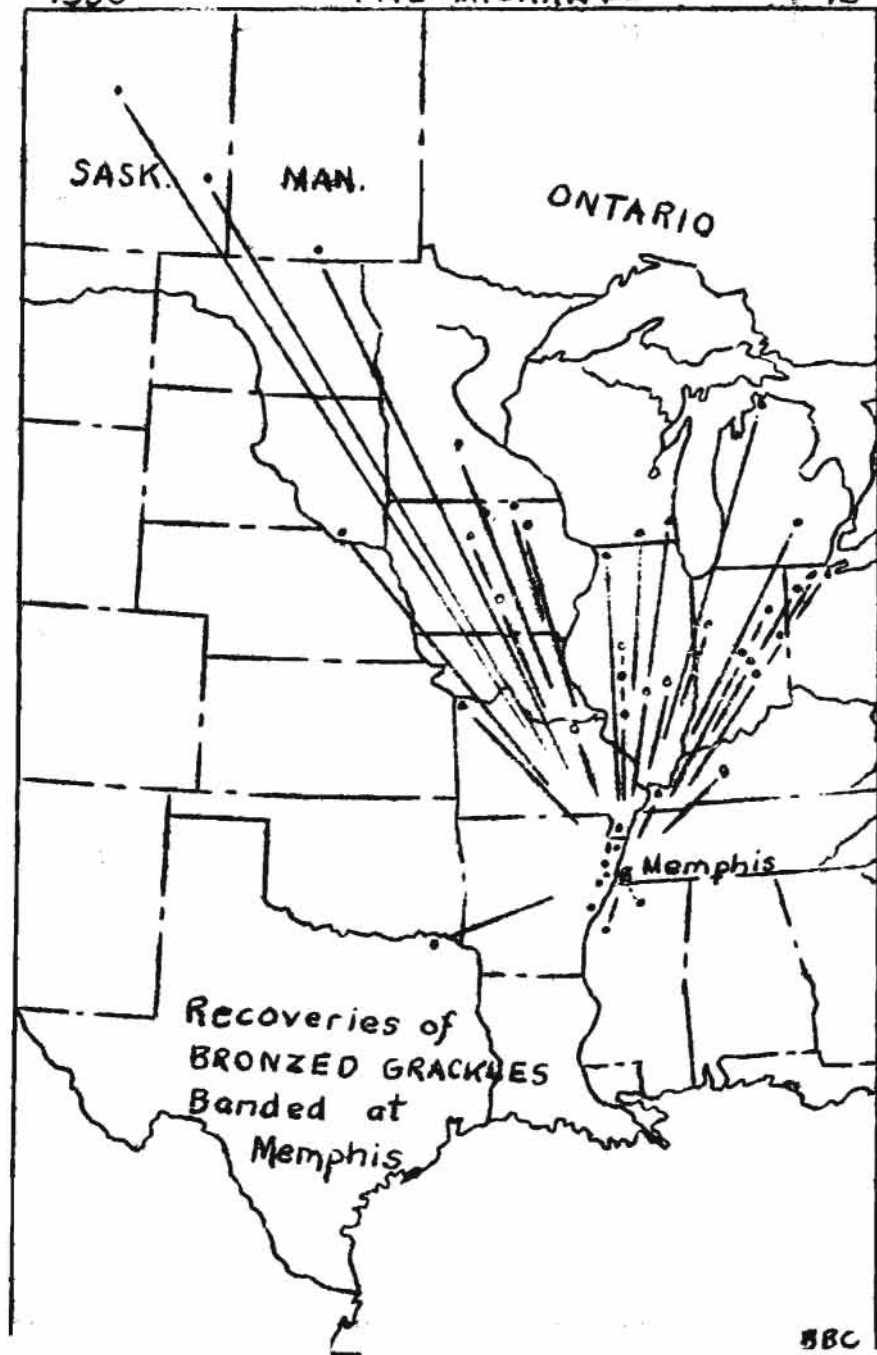 SASK.
MAN.
ONTARIO
Memphis
Recoveries of
BRONZED GRACKLES
Banded at
Memphis
BBC